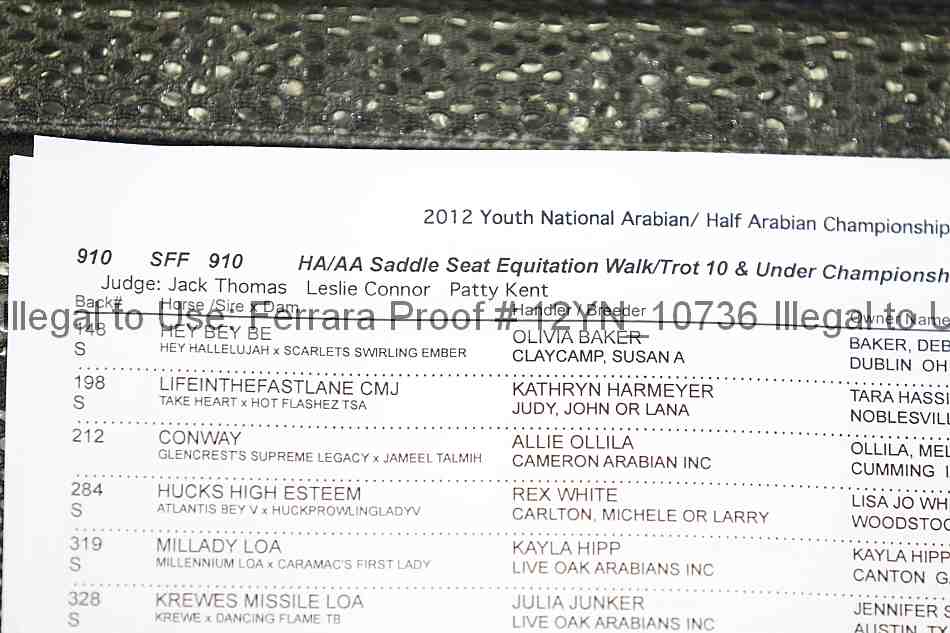 2012 Youth National Arabian/ Half Arabian Championship
910 SFF 910 HA/AA Saddle Seat Equitation Walk/Trot 10 & Under Championsh
Judge: Jack Thomas Leslie Connor Patty Kent
Back# Horse /Sire x Dam Handler / Breeder Owner Name
Illegal to Use, Ferrara Proof # 12YN_ 10736 Illegal to U
148 HEY BEY BE OLIVIA BAKER BAKER, DEB
S HEY HALLELUJAH x SCARLETS SWIRLING EMBER CLAYCAMP, SUSAN A DUBLIN OH
198 LIFEINTHEFASTLANE CMJ KATHRYN HARMEYER TARA HASSI
S TAKE HEART x HOT FLASHEZ TSA JUDY, JOHN OR LANA NOBLESVILL
212 CONWAY ALLIE OLLILA OLLILA, MEL
GLENCREST'S SUPREME LEGACY x JAMEEL TALMIH CAMERON ARABIAN INC CUMMING
284 HUCKS HIGH ESTEEM REX WHITE LISA JO WH
S ATLANTIS BEY V x HUCKPROWLINGLADYV CARLTON, MICHELE OR LARRY WOODSTOC
319 MILLADY LOA KAYLA HIPP KAYLA HIPP
S MILLENNIUM LOA x CARAMAC'S FIRST LADY LIVE OAK ARABIANS INC CANTON G
328 KREWES MISSILE LOA JULIA JUNKER JENNIFER S
S KREWE x DANCING FLAME TB LIVE OAK ARABIANS INC AUSTIN, TX